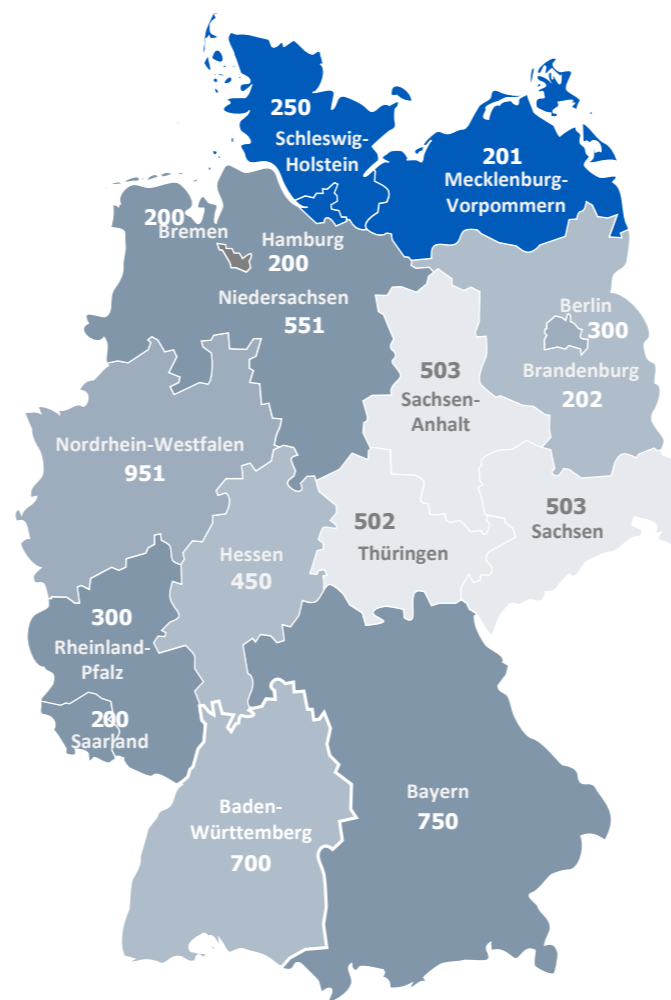 250
Schleswig-
Holstein
201
Mecklenburg-
Vorpommern
200
Bremen
Hamburg
200
Niedersachsen
551
Berlin
300
Brandenburg
202
503
Sachsen-
Anhalt
Nordrhein-Westfalen
951
503
Sachsen
502
Thüringen
Hessen
450
300
Rheinland-
Pfalz
200
Saarland
Bayern
750
Baden-
Württemberg
700